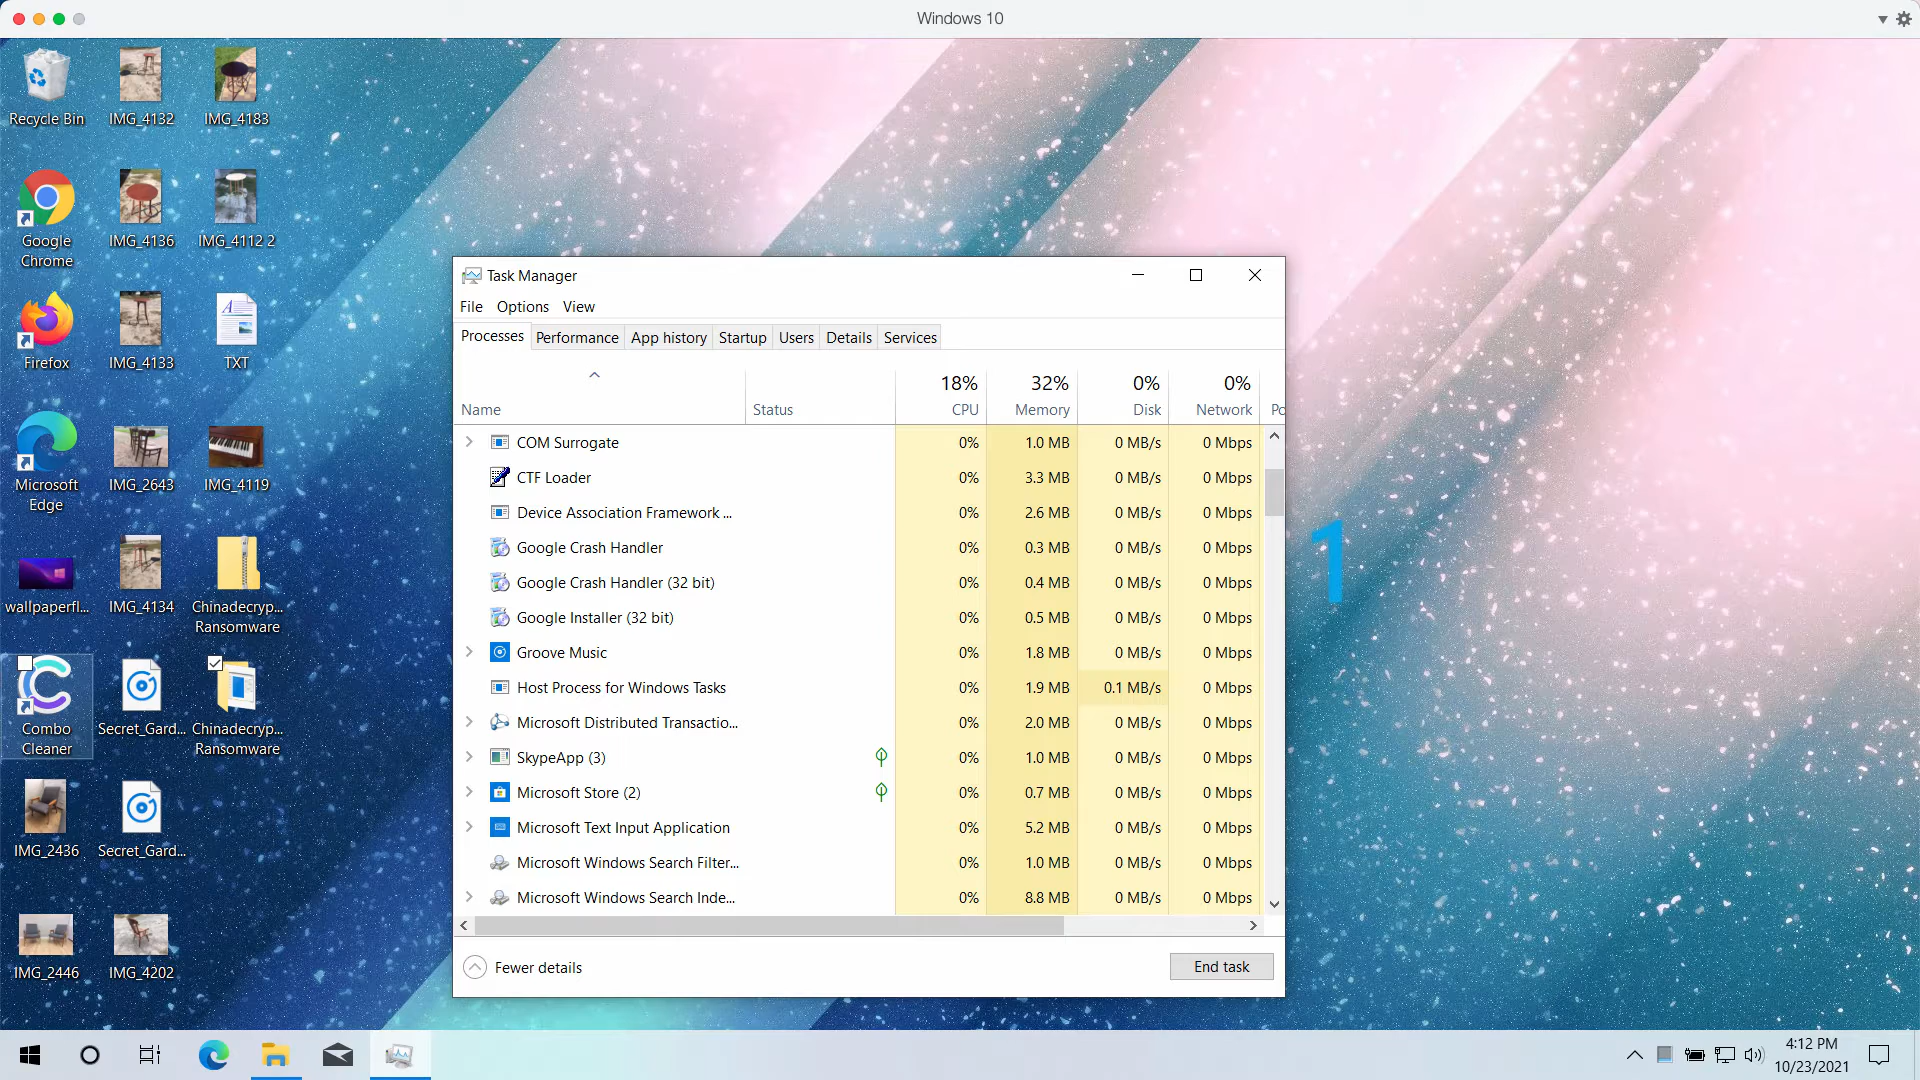 Windows 10
Recycle Bin
IMG_4132
IMG_4183
Google
Chrome
IMG_4136
IMG_4112 2
Firefox
IMG_4133
TXT
Microsoft
Edge
IMG_2643
IMG_4119
wallpaperfl...
IMG_4134
Chinadecryp...
Ransomware
Combo
Cleaner
Secret_Gard...
Chinadecryp...
Ransomware
IMG_2436
Secret_Gard...
IMG_2446
IMG_4202
Task Manager
File Options View
Processes Performance App history Startup Users Details Services
18% 32% 0% 0%
Name Status CPU Memory Disk Network Po
COM Surrogate 0% 1.0 MB 0 MB/s 0 Mbps
CTF Loader 0% 3.3 MB 0 MB/s 0 Mbps
Device Association Framework ... 0% 2.6 MB 0 MB/s 0 Mbps
Google Crash Handler 0% 0.3 MB 0 MB/s 0 Mbps
Google Crash Handler (32 bit) 0% 0.4 MB 0 MB/s 0 Mbps
Google Installer (32 bit) 0% 0.5 MB 0 MB/s 0 Mbps
Groove Music 0% 1.8 MB 0 MB/s 0 Mbps
Host Process for Windows Tasks 0% 1.9 MB 0.1 MB/s 0 Mbps
Microsoft Distributed Transactio... 0% 2.0 MB 0 MB/s 0 Mbps
SkypeApp (3) 0% 1.0 MB 0 MB/s 0 Mbps
Microsoft Store (2) 0% 0.7 MB 0 MB/s 0 Mbps
Microsoft Text Input Application 0% 5.2 MB 0 MB/s 0 Mbps
Microsoft Windows Search Filter... 0% 1.0 MB 0 MB/s 0 Mbps
Microsoft Windows Search Inde... 0% 8.8 MB 0 MB/s 0 Mbps
Fewer details
End task
1
4:12 PM
10/23/2021